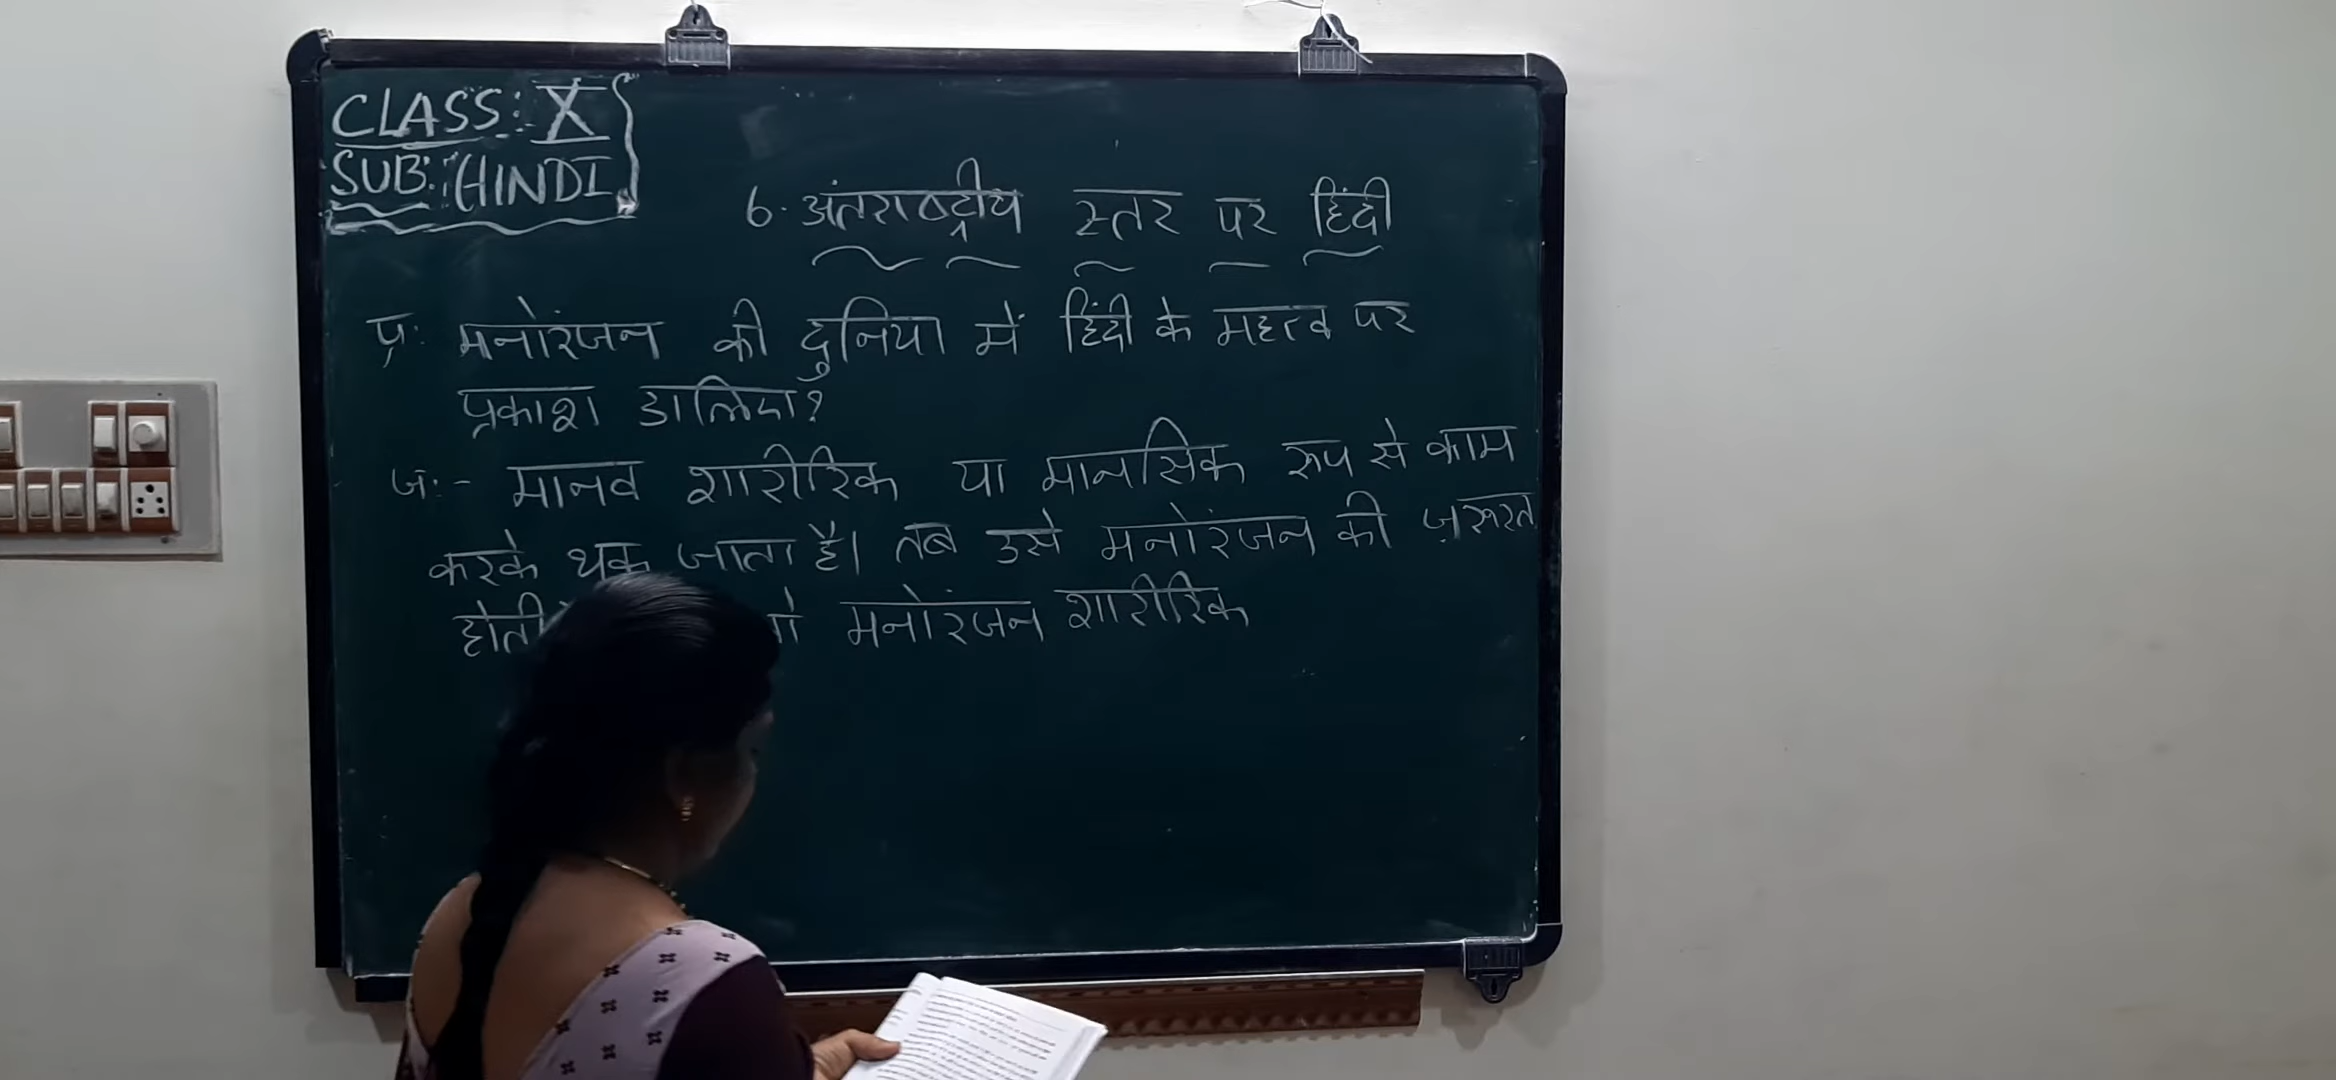 CLASS: X
SUB: HINDI
6. अंतराष्ट्रीय स्तर पर हिंदी
प्र: मनोरंजन की दुनिया में हिंदी के महत्व पर
प्रकाश डालिए?
ज:- मानव शारीरिक या मानसिक रूप से काम
करके थक जाता है। तब उसे मनोरंजन की ज़रूरत
होती मनोरंजन शारीरिक